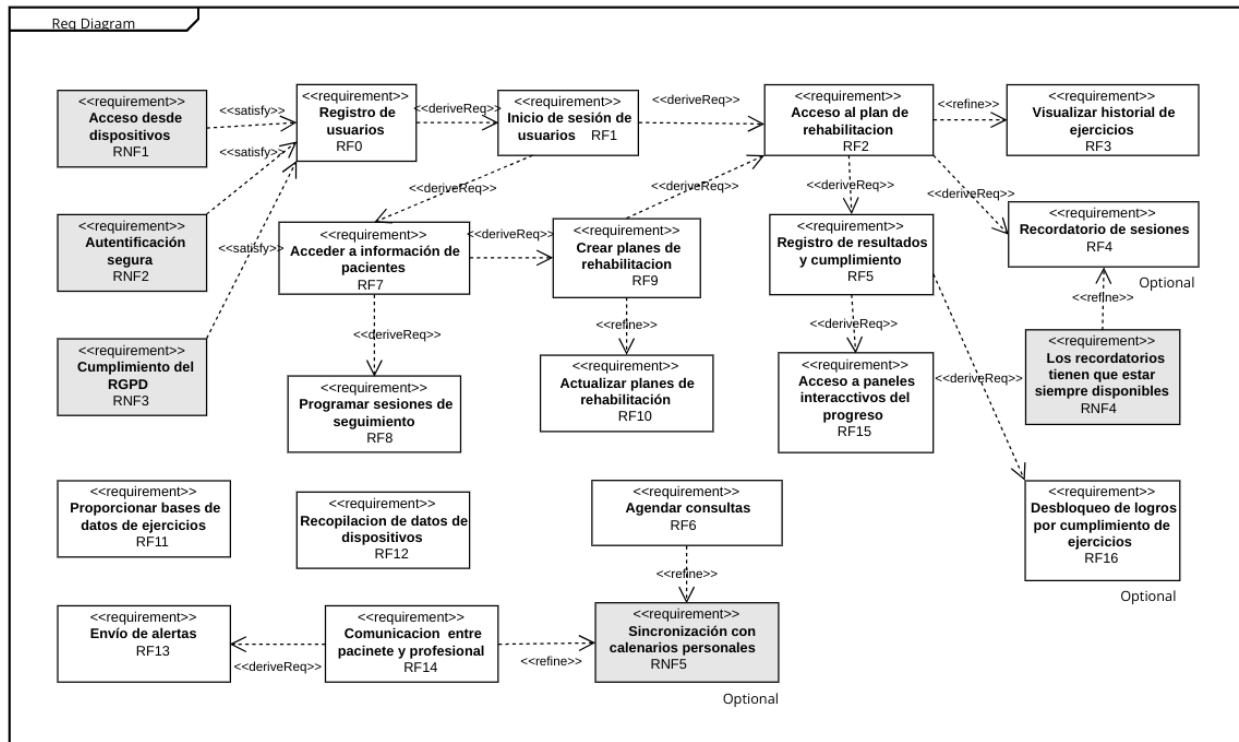 Req Diagram
<<requirement>>
Acceso desde
dispositivos
RNF1
<<satisfy>>
<<requirement>>
Registro de
usuarios
RF0
<<deriveReq>>
<<requirement>>
Inicio de sesión de
usuarios RF1
<<deriveReq>>
<<requirement>>
Acceso al plan de
rehabilitacion
RF2
<<refine>>
<<requirement>>
Visualizar historial de
ejercicios
RF3
<<satisfy>>
<<deriveReq>>
<<deriveReq>>
<<deriveReq>>
<<deriveReq>>
<<requirement>>
Autentificación
segura
RNF2
<<satisfy>>
<<requirement>>
Acceder a información de
pacientes
RF7
<<deriveReq>>
<<requirement>>
Crear planes de
rehabilitacion
RF9
<<requirement>>
Registro de resultados
y cumplimiento
RF5
<<requirement>>
Recordatorio de sesiones
RF4
Optional
<<deriveReq>>
<<refine>>
<<deriveReq>>
<<refine>>
<<requirement>>
Cumplimiento del
RGPD
RNF3
<<requirement>>
Programar sesiones de
seguimiento
RF8
<<requirement>>
Actualizar planes de
rehabilitación
RF10
<<requirement>>
Acceso a paneles
interacctivos del
progreso
RF15
<<deriveReq>>
<<requirement>>
Los recordatorios
tienen que estar
siempre disponibles
RNF4
<<requirement>>
Proporcionar bases de
datos de ejercicios
RF11
<<requirement>>
Recopilacion de datos de
dispositivos
RF12
<<requirement>>
Agendar consultas
RF6
<<requirement>>
Desbloqueo de logros
por cumplimiento de
ejercicios
RF16
Optional
<<refine>>
<<requirement>>
Envío de alertas
RF13
<<deriveReq>>
<<requirement>>
Comunicacion entre
pacinete y profesional
RF14
<<refine>>
<<requirement>>
Sincronización con
calenarios personales
RNF5
Optional